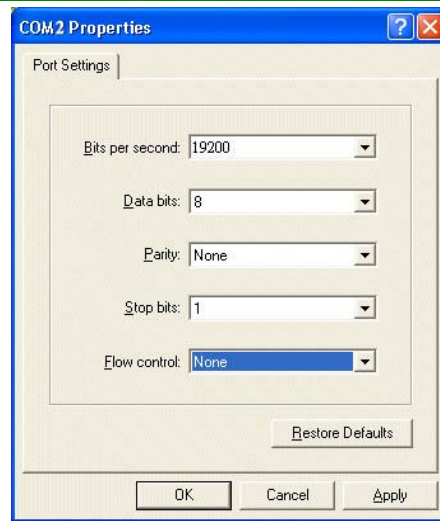 COM2 Properties
Port Settings
Bits per second: 19200
Data bits: 8
Parity: None
Stop bits: 1
Flow control: None
Restore Defaults
OK Cancel Apply